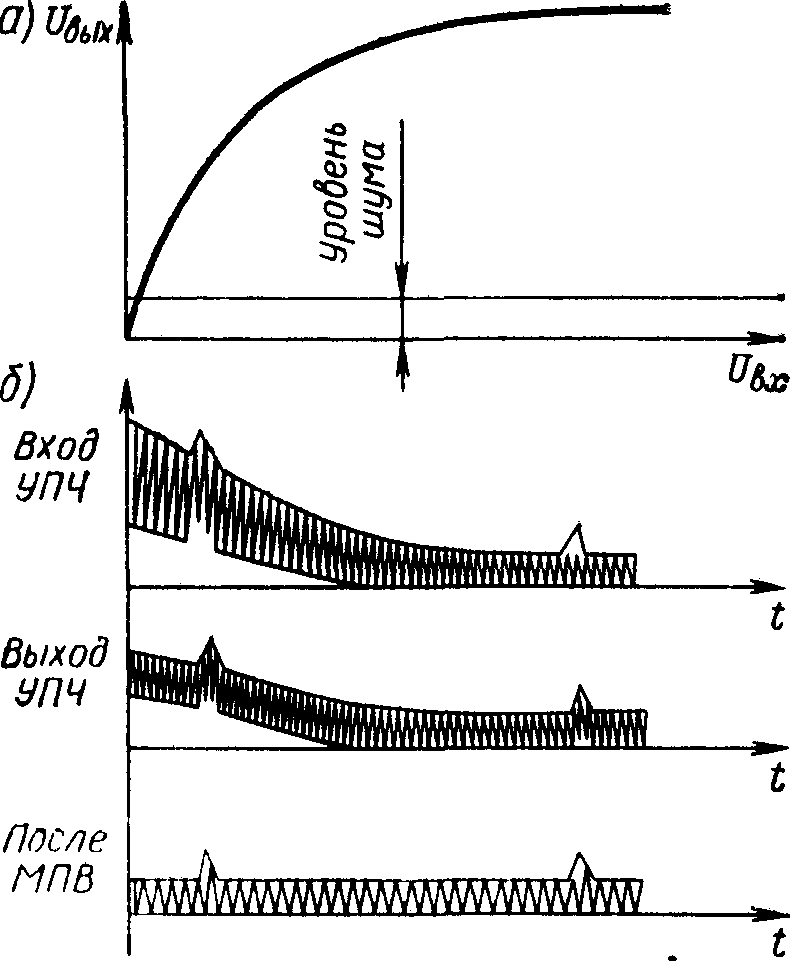 а) Uвых
уровень
шума
Uвх
б)
Вход
УПЧ
t
Выход
УПЧ
t
После
МПВ
t